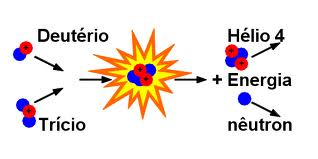 Deutério
Trício
Hélio 4
+ Energia
nêutron